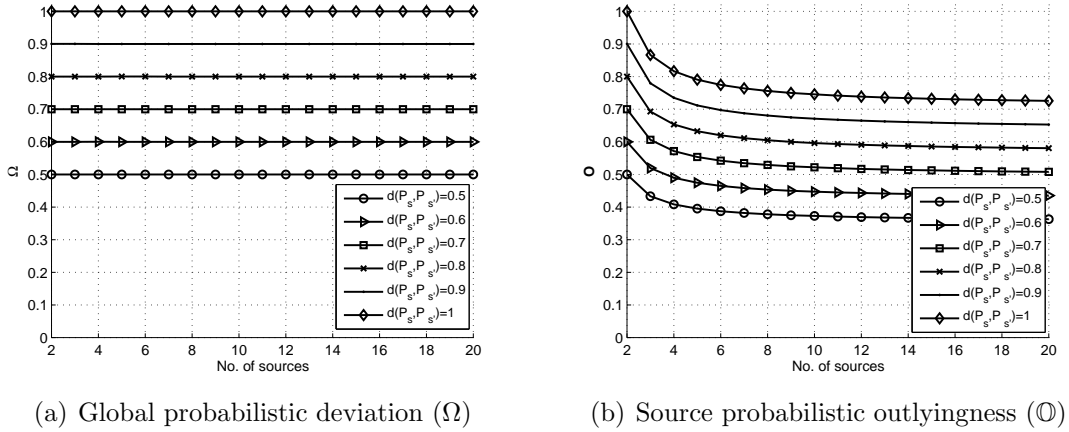 1
0.9
0.8
0.7
0.6
0.5
0.4
0.3
0.2
0.1
0
Ω
2 4 6 8 10 12 14 16 18 20
No. of sources
d(P_s,P_s')=0.5
d(P_s,P_s')=0.6
d(P_s,P_s')=0.7
d(P_s,P_s')=0.8
d(P_s,P_s')=0.9
d(P_s,P_s')=1
(a) Global probabilistic deviation (Ω)
1
0.9
0.8
0.7
0.6
0.5
0.4
0.3
0.2
0.1
0
O
2 4 6 8 10 12 14 16 18 20
No. of sources
d(P_s,P_s')=0.5
d(P_s,P_s')=0.6
d(P_s,P_s')=0.7
d(P_s,P_s')=0.8
d(P_s,P_s')=0.9
d(P_s,P_s')=1
(b) Source probabilistic outlyingness (𝕆)